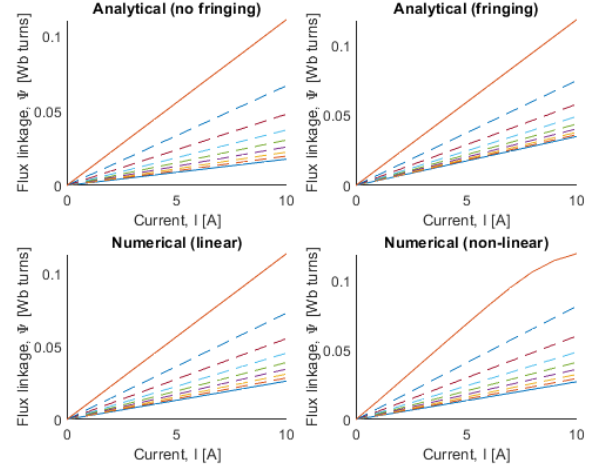 Analytical (no fringing)
Flux linkage, Ψ [Wb turns]
0.1
0.05
0
0
5
10
Current, I [A]
Analytical (fringing)
Flux linkage, Ψ [Wb turns]
0.1
0.05
0
0
5
10
Current, I [A]
Numerical (linear)
Flux linkage, Ψ [Wb turns]
0.1
0.05
0
0
5
10
Current, I [A]
Numerical (non-linear)
Flux linkage, Ψ [Wb turns]
0.1
0.05
0
0
5
10
Current, I [A]